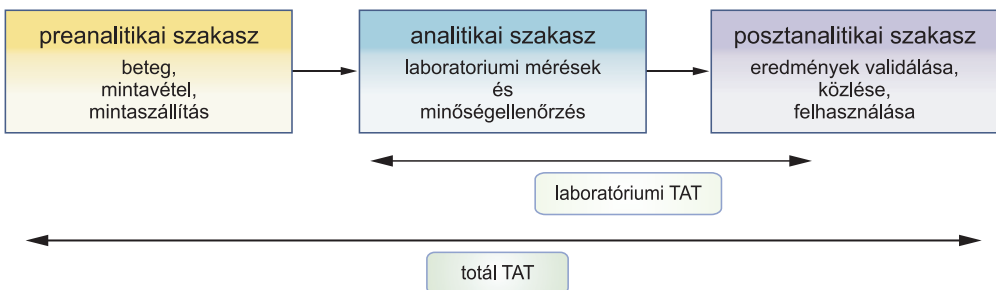 preanalitikai szakasz
beteg,
mintavétel,
mintaszállítás
analitikai szakasz
laboratoriumi mérések
és
minőségellenőrzés
posztanalitikai szakasz
eredmények validálása,
közlése,
felhasználása
laboratóriumi TAT
totál TAT